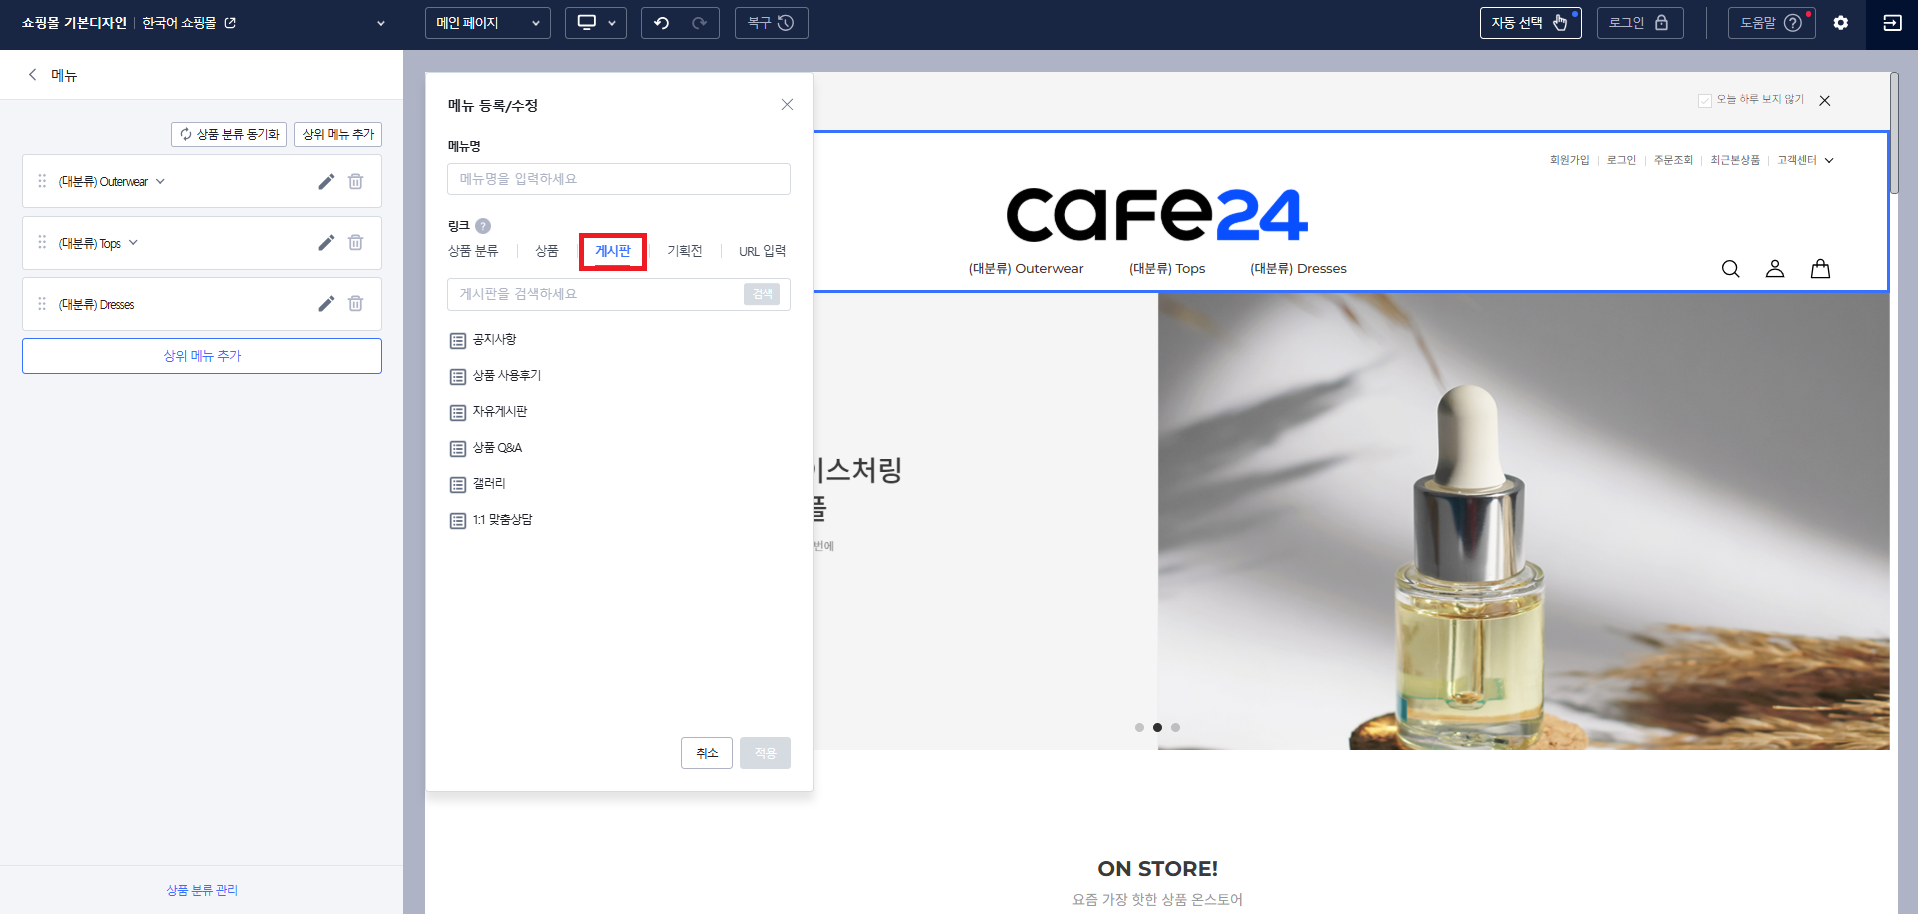 쇼핑몰 기본디자인 | 한국어 쇼핑몰
메인 페이지
복구
자동 선택
로그인
도움말
메뉴
상품 분류 동기화
상위 메뉴 추가
(대분류) Outerwear
(대분류) Tops
(대분류) Dresses
상위 메뉴 추가
상품 분류 관리
메뉴 등록/수정
메뉴명
메뉴명을 입력하세요
링크 ?
상품 분류 | 상품 | 게시판 | 기획전 | URL 입력
게시판을 검색하세요
검색
공지사항
상품 사용후기
자유게시판
상품 Q&A
갤러리
1:1 맞춤상담
취소
적용
오늘 하루 보지 않기
회원가입 | 로그인 | 주문조회 | 최근본상품 | 고객센터
CAFE24
(대분류) Outerwear (대분류) Tops (대분류) Dresses
이스처링
플
번에
ON STORE!
요즘 가장 핫한 상품 온스토어